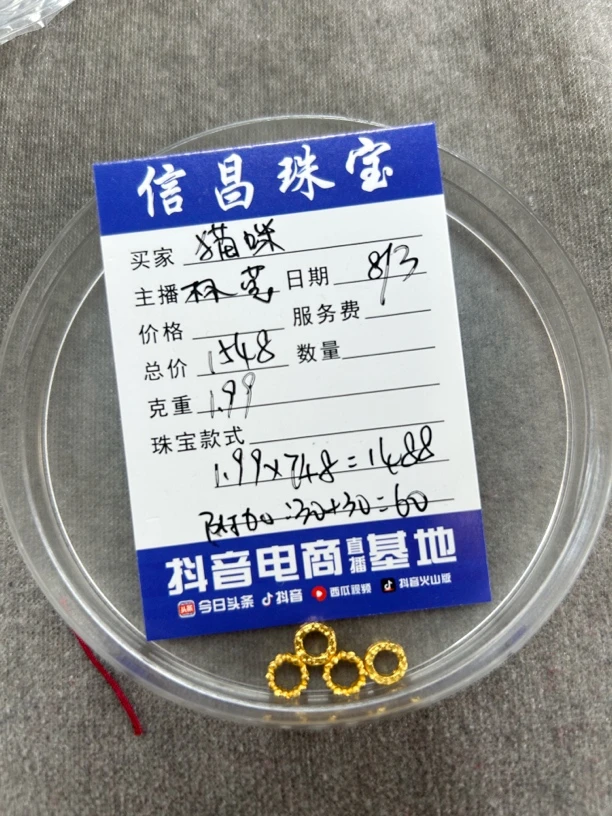 信昌珠宝
买家 猫咪
主播 林莹 日期 8/3
价格 服务费
总价 1548 数量
克重 1.99
珠宝款式
1.99×748=1488
附加:30+30=60
抖音电商直播基地
头条 今日头条 抖音 西瓜视频 抖音火山版